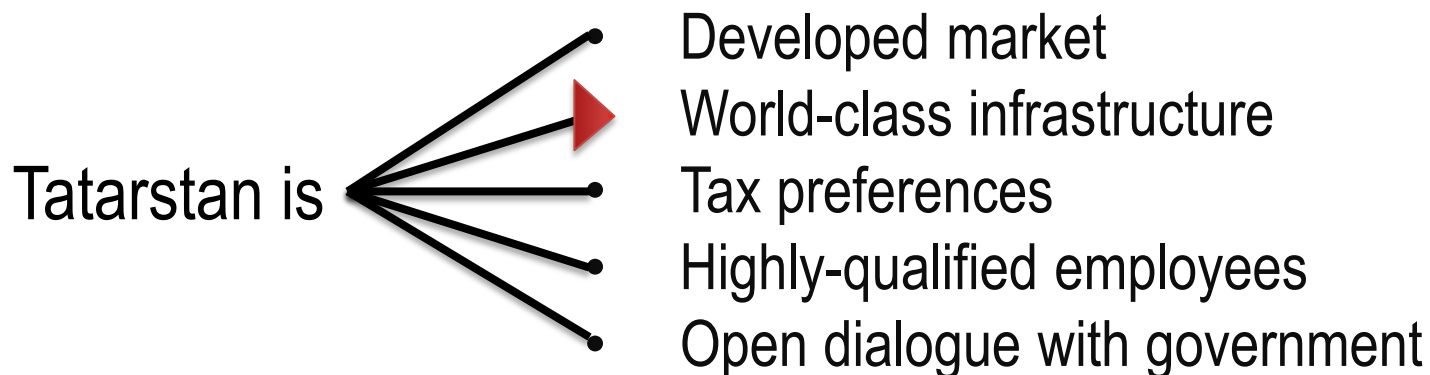 Developed market
World-class infrastructure
Tatarstan is
Tax preferences
Highly-qualified employees
Open dialogue with government